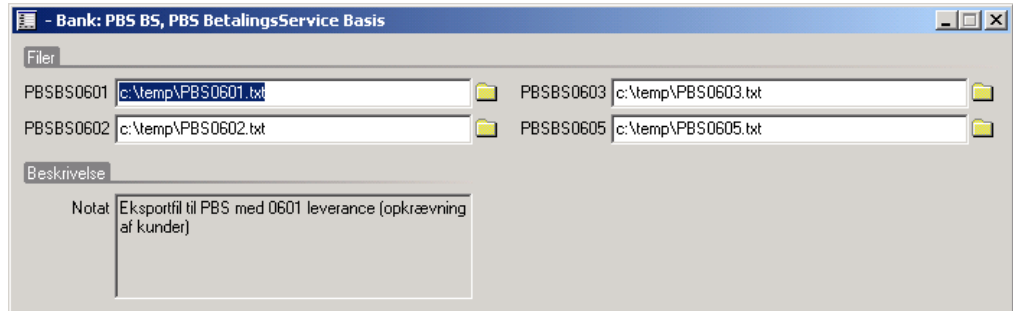 - Bank: PBS BS, PBS BetalingsService Basis
Filer
PBSBS0601 c:\temp\PBS0601.txt PBSBS0603 c:\temp\PBS0603.txt
PBSBS0602 c:\temp\PBS0602.txt PBSBS0605 c:\temp\PBS0605.txt
Beskrivelse
Notat Eksportfil til PBS med 0601 leverance (opkrævning
af kunder)